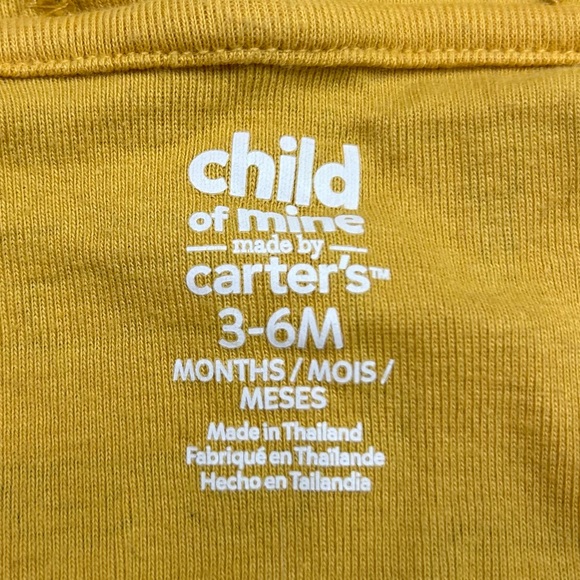 child
of mine
made by
carter's™
3-6M
MONTHS / MOIS /
MESES
Made in Thailand
Fabriqué en Thaïlande
Hecho en Tailandia